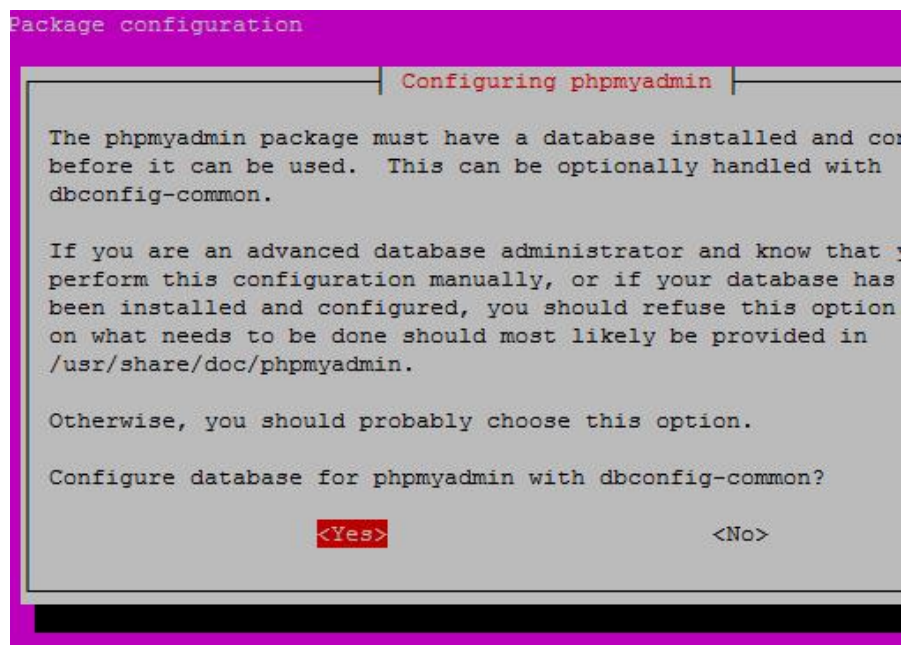 Package configuration
Configuring phpmyadmin
The phpmyadmin package must have a database installed and
before it can be used.  This can be optionally handled with
dbconfig-common.
If you are an advanced database administrator and know that
perform this configuration manually, or if your database has
been installed and configured, you should refuse this option
on what needs to be done should most likely be provided in
/usr/share/doc/phpmyadmin.
Otherwise, you should probably choose this option.
Configure database for phpmyadmin with dbconfig-common?
<Yes> <No>